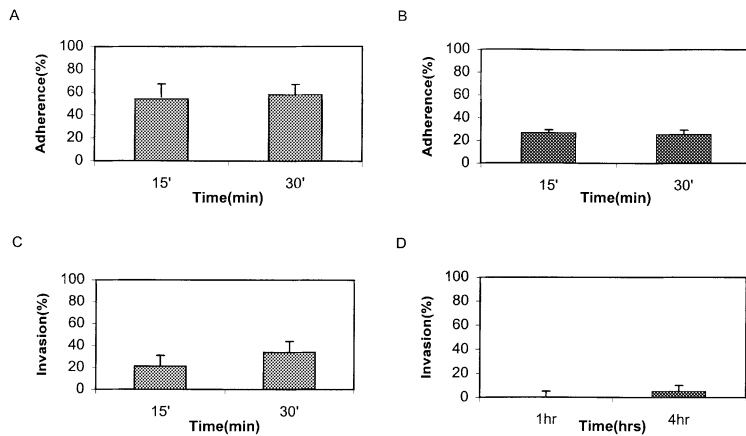 A
Adherence(%)
100
80
60
40
20
0
15'
30'
Time(min)
B
Adherence(%)
100
80
60
40
20
0
15'
30'
Time(min)
C
Invasion(%)
100
80
60
40
20
0
15'
30'
Time(min)
D
Invasion(%)
100
80
60
40
20
0
1hr
4hr
Time(hrs)